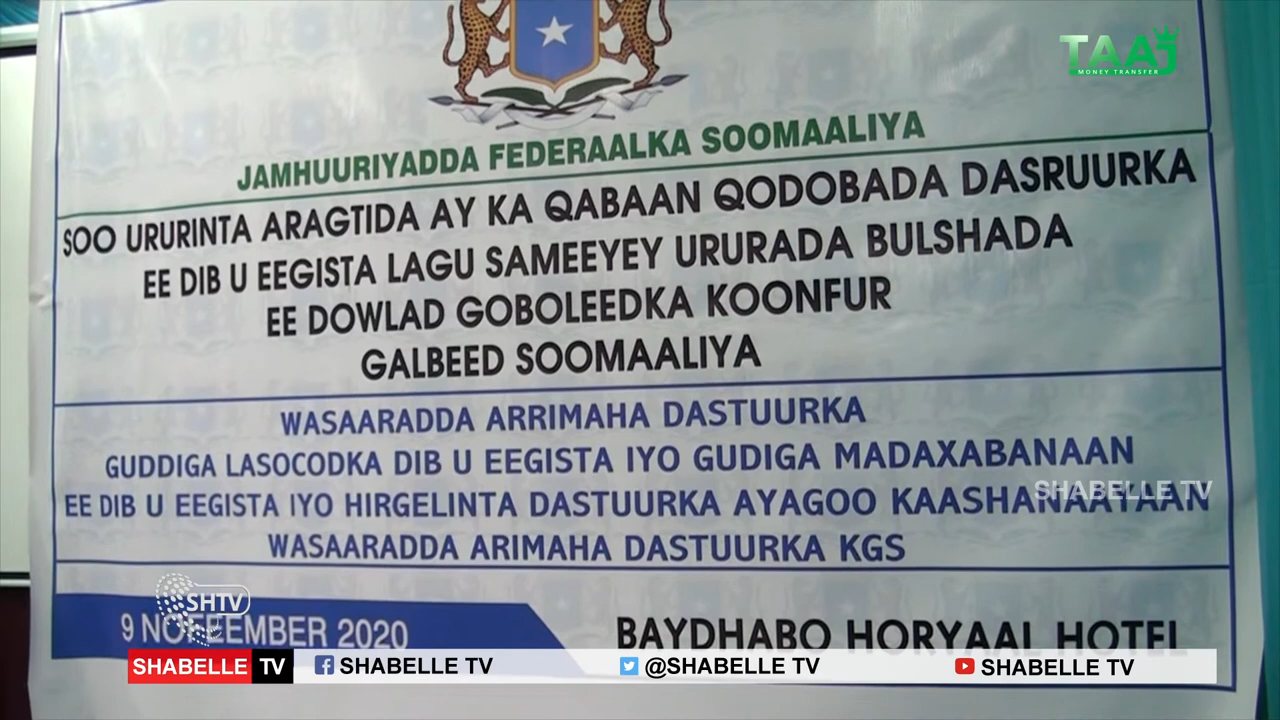 TAAJ
MONEY TRANSFER
JAMHUURIYADDA FEDERAALKA SOOMAALIYA
SOO URURINTA ARAGTIDA AY KA QABAAN QODOBADA DASRUURKA
EE DIB U EEGISTA LAGU SAMEEYEY URURADA BULSHADA
EE DOWLAD GOBOLEEDKA KOONFUR
GALBEED SOOMAALIYA
WASAARADDA ARRIMAHA DASTUURKA
GUDDIGA LASOCODKA DIB U EEGISTA IYO GUDIGA MADAXABANAAN
EE DIB U EEGISTA IYO HIRGELINTA DASTUURKA AYAGOO KAASHANAAYAAN
SHABELLE TV
WASAARADDA ARIMAHA DASTUURKA KGS
SHTV
9 NOFEEMBER 2020
BAYDHABO HORYAAL HOTEL
SHABELLE TV
SHABELLE TV
@SHABELLE TV
SHABELLE TV